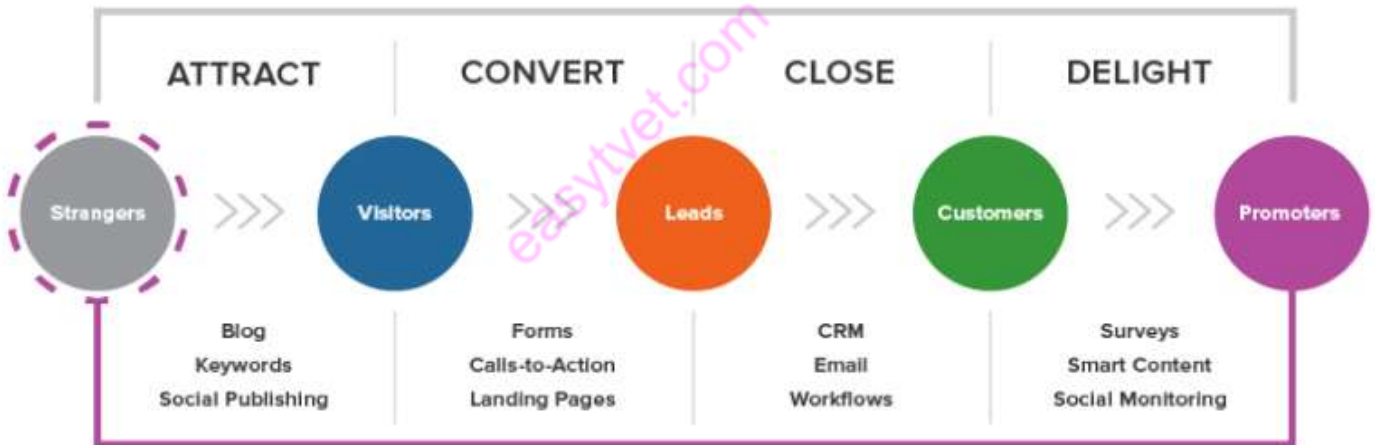 ATTRACT CONVERT CLOSE DELIGHT
easytvet.com
Strangers Visitors Leads Customers Promoters
Blog Forms CRM Surveys
Keywords Calls-to-Action Email Smart Content
Social Publishing Landing Pages Workflows Social Monitoring